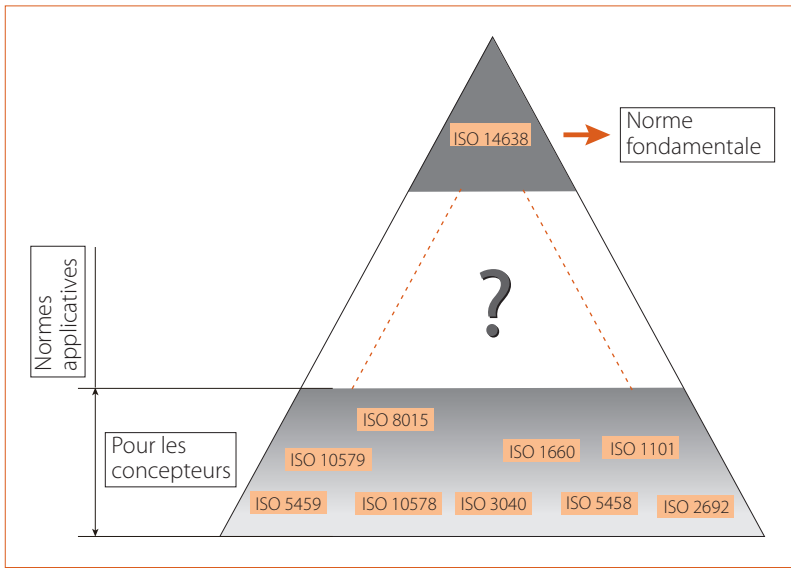 ISO 14638
Norme
fondamentale
?
Normes
applicatives
Pour les
concepteurs
ISO 8015
ISO 10579
ISO 1660
ISO 1101
ISO 5459
ISO 10578
ISO 3040
ISO 5458
ISO 2692